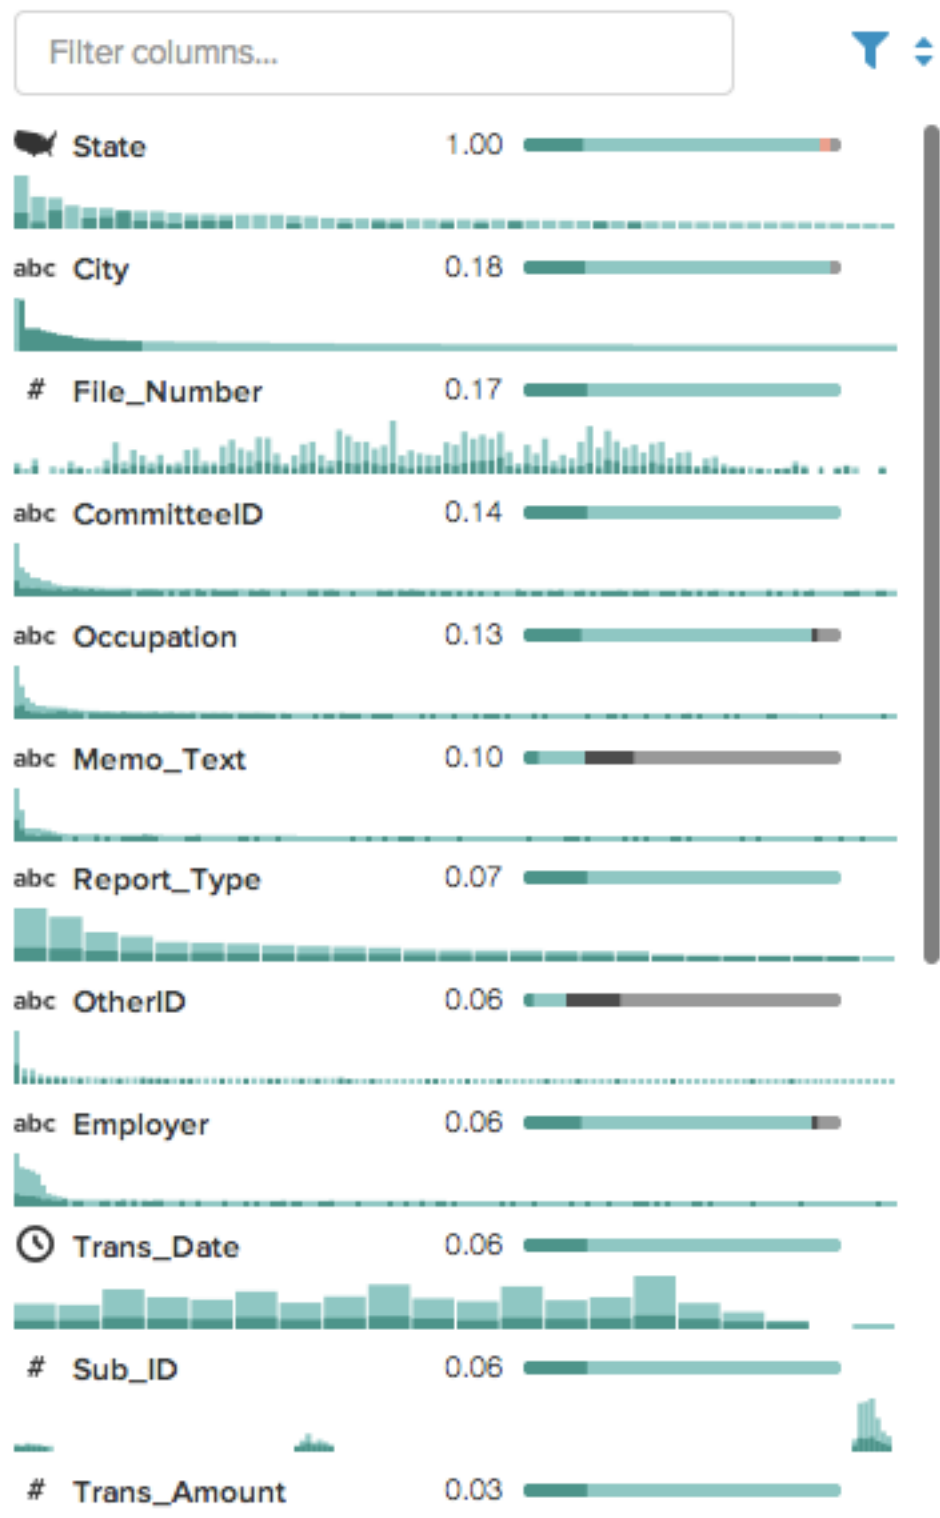 Filter columns...
State 1.00
abc City 0.18
# File_Number 0.17
abc CommitteeID 0.14
abc Occupation 0.13
abc Memo_Text 0.10
abc Report_Type 0.07
abc OtherID 0.06
abc Employer 0.06
Trans_Date 0.06
# Sub_ID 0.06
# Trans_Amount 0.03